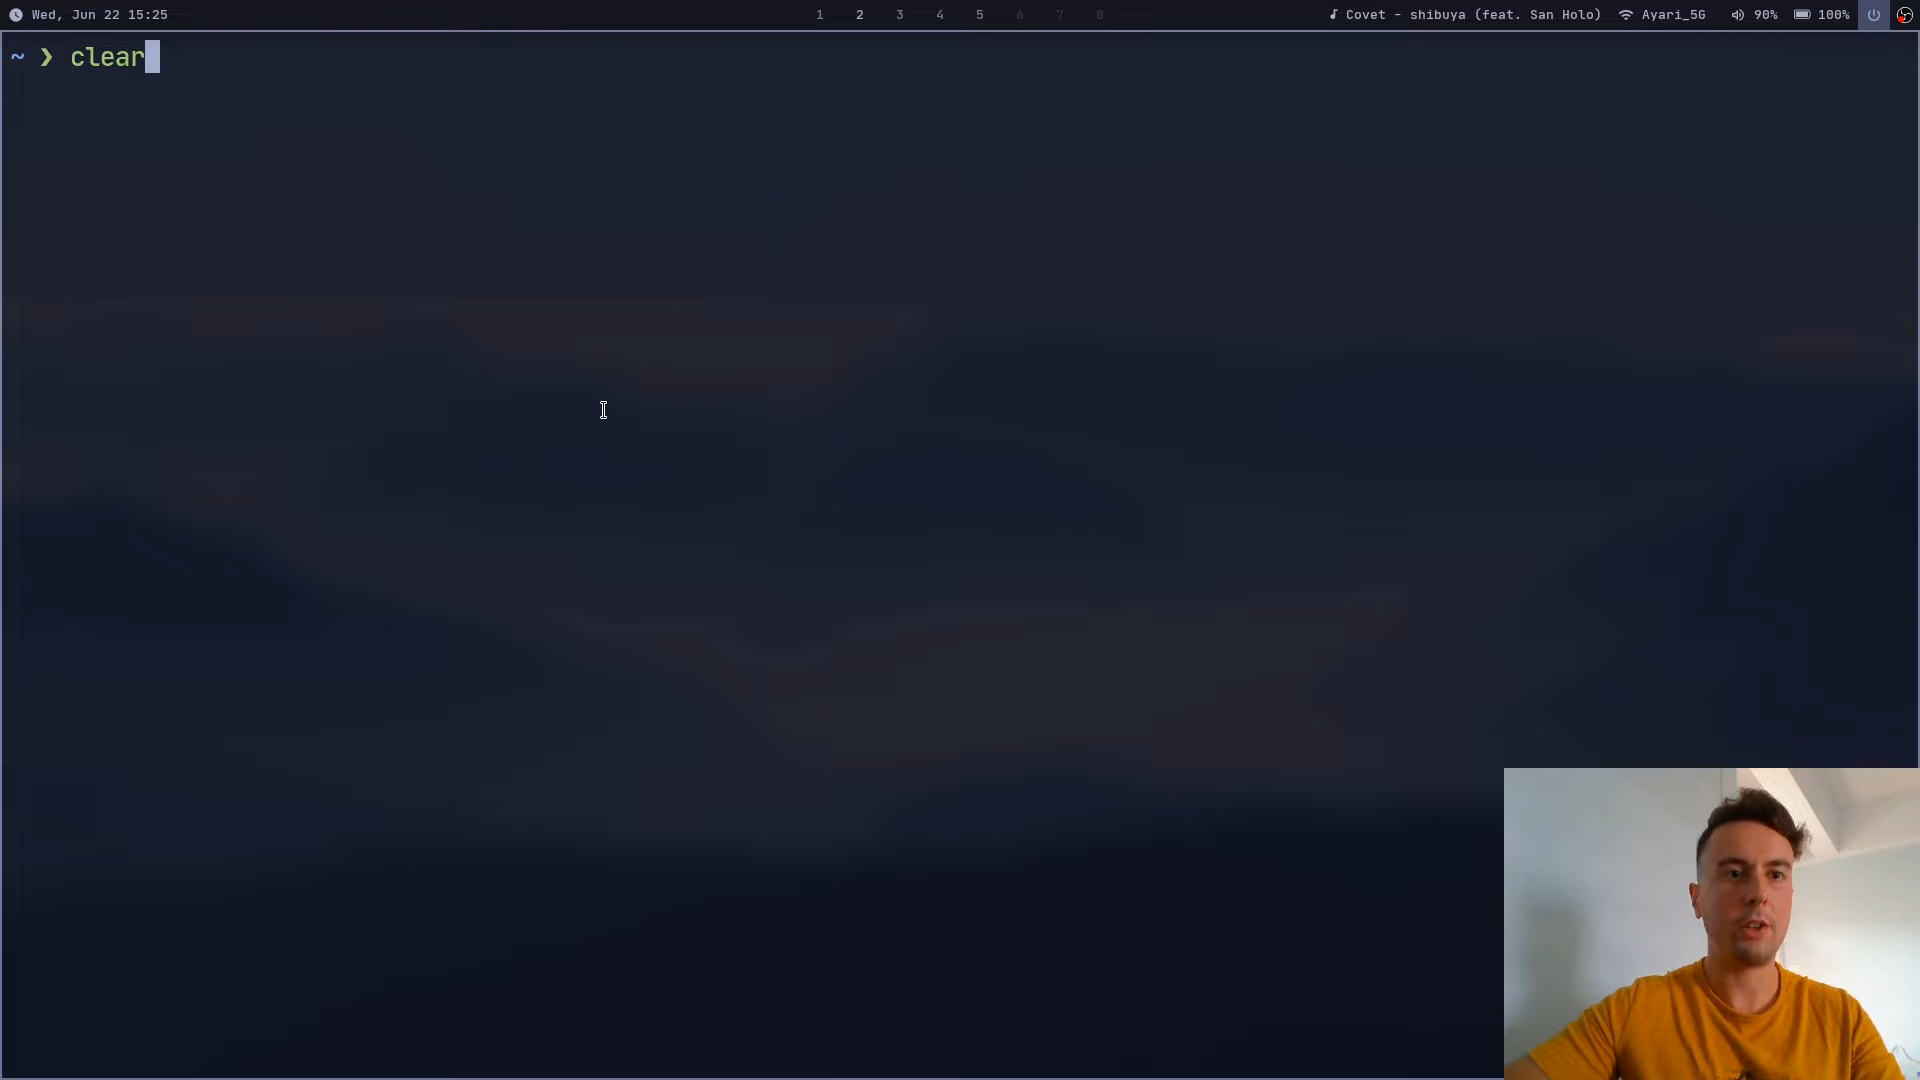 Wed, Jun 22 15:25 1 2 3 4 5 6 7 8 Covet - shibuya (feat. San Holo) Ayari_5G 90% 100%
~ ❯ clear